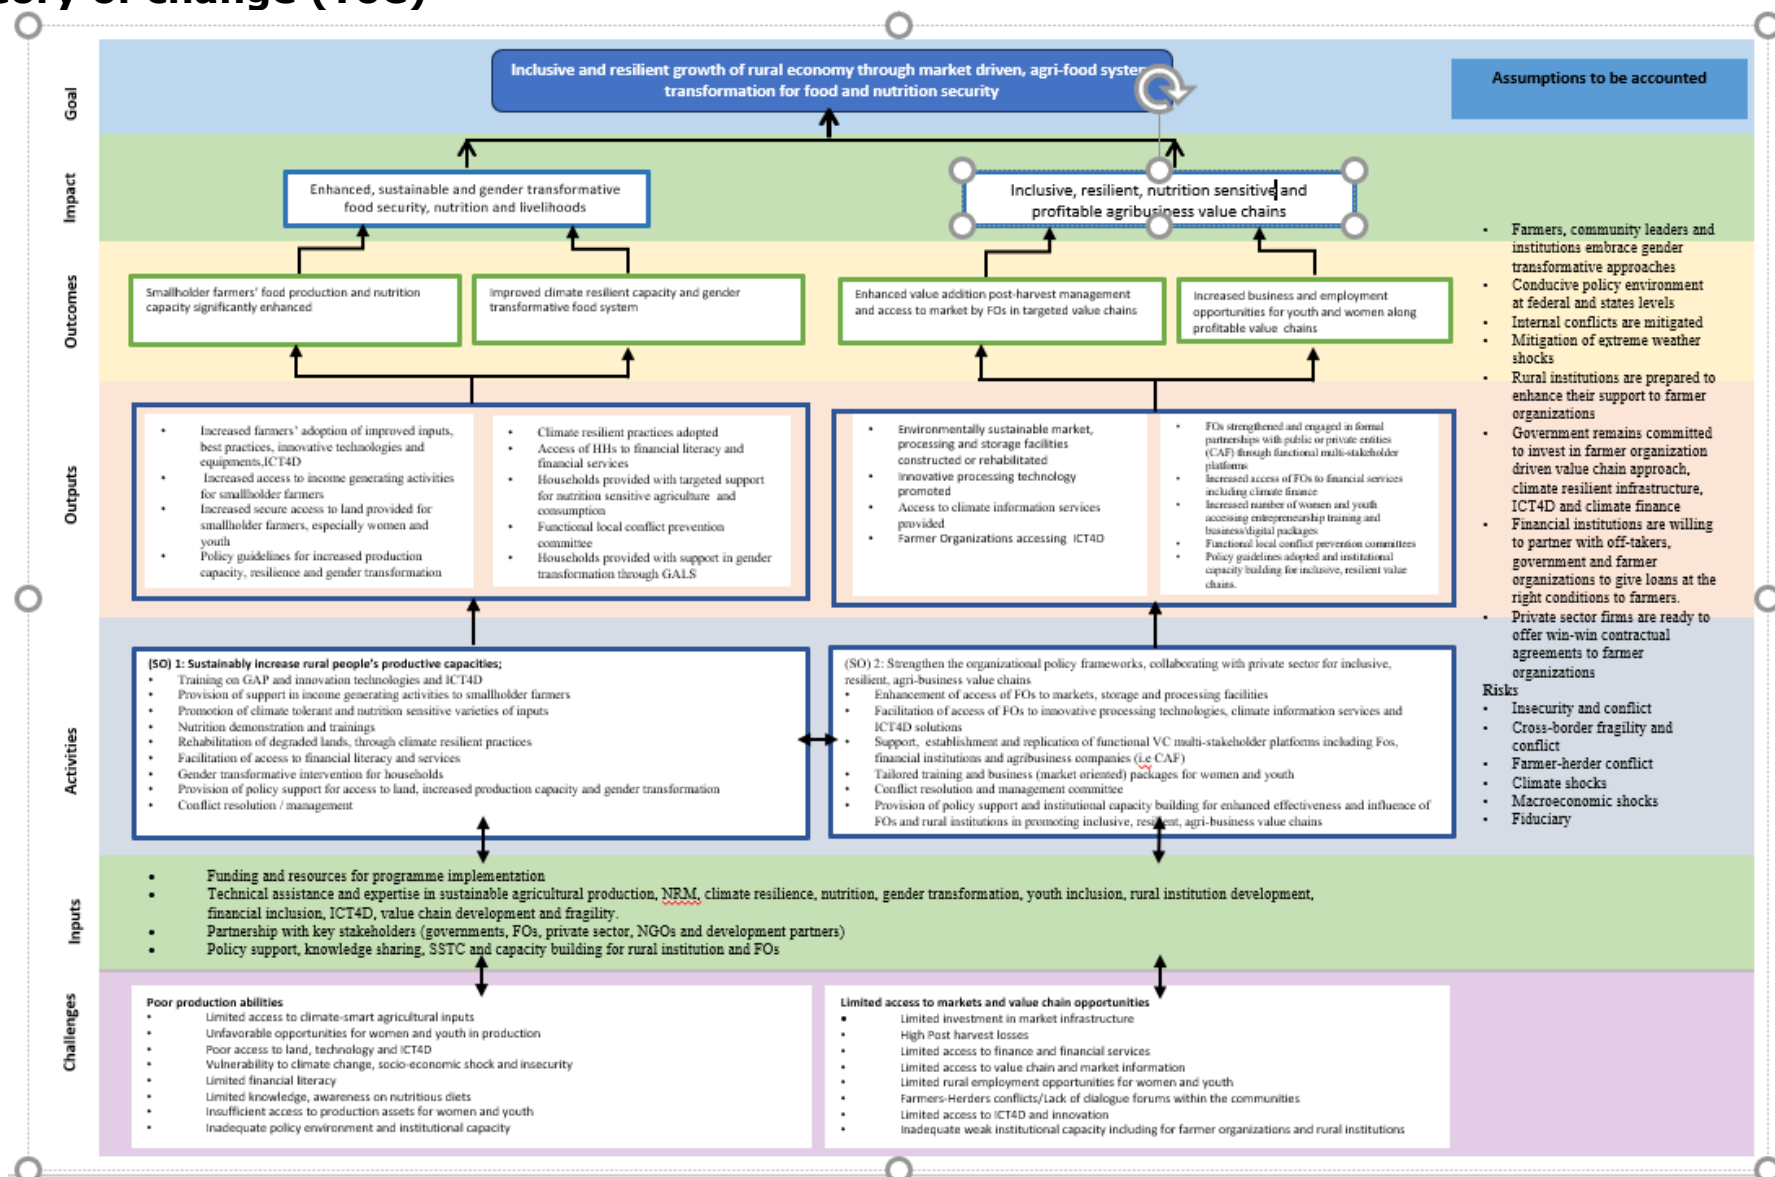 Theory of Change (ToC)
Goal
Inclusive and resilient growth of rural economy through market driven, agri-food system
transformation for food and nutrition security
Assumptions to be accounted
Impact
Enhanced, sustainable and gender transformative
food security, nutrition and livelihoods
Inclusive, resilient, nutrition sensitive and
profitable agribusiness value chains
Outcomes
Smallholder farmers' food production and nutrition
capacity significantly enhanced
Improved climate resilient capacity and gender
transformative food system
Enhanced value addition post-harvest management
and access to market by FOs in targeted value chains
Increased business and employment
opportunities for youth and women along
profitable value chains
Outputs
• Increased farmers' adoption of improved inputs,
best practices, innovative technologies and
equipments,ICT4D
• Increased access to income generating activities
for smallholder farmers
• Increased secure access to land provided for
smallholder farmers, especially women and
youth
• Policy guidelines for increased production
capacity, resilience and gender transformation
• Climate resilient practices adopted
• Access of HHs to financial literacy and
financial services
• Households provided with targeted support
for nutrition sensitive agriculture and
consumption
• Functional local conflict prevention
committee
• Households provided with support in gender
transformation through GALS
• Environmentally sustainable market,
processing and storage facilities
constructed or rehabilitated
• Innovative processing technology
promoted
• Access to climate information services
provided
• Farmer Organizations accessing ICT4D
• FOs strengthened and engaged in formal
partnerships with public or private entities
(CAF) through functional multi-stakeholder
platforms
• Increased access of FOs to financial services
including climate finance
• Increased number of women and youth
accessing entrepreneurship training and
business/digital packages
• Functional local conflict prevention committees
• Policy guidelines adopted and institutional
capacity building for inclusive, resilient value
chains.
Activities
(SO) 1: Sustainably increase rural people's productive capacities;
• Training on GAP and innovation technologies and ICT4D
• Provision of support in income generating activities to smallholder farmers
• Promotion of climate tolerant and nutrition sensitive varieties of inputs
• Nutrition demonstration and trainings
• Rehabilitation of degraded lands, through climate resilient practices
• Facilitation of access to financial literacy and services
• Gender transformative intervention for households
• Provision of policy support for access to land, increased production capacity and gender transformation
• Conflict resolution / management
(SO) 2: Strengthen the organizational policy frameworks, collaborating with private sector for inclusive,
resilient, agri-business value chains
• Enhancement of access of FOs to markets, storage and processing facilities
• Facilitation of access of FOs to innovative processing technologies, climate information services and
ICT4D solutions
• Support, establishment and replication of functional VC multi-stakeholder platforms including Fos,
financial institutions and agribusiness companies (i.e CAF)
• Tailored training and business (market oriented) packages for women and youth
• Conflict resolution and management committee
• Provision of policy support and institutional capacity building for enhanced effectiveness and influence of
FOs and rural institutions in promoting inclusive, resilient, agri-business value chains
• Farmers, community leaders and
institutions embrace gender
transformative approaches
• Conducive policy environment
at federal and states levels
• Internal conflicts are mitigated
• Mitigation of extreme weather
shocks
• Rural institutions are prepared to
enhance their support to farmer
organizations
• Government remains committed
to invest in farmer organization
driven value chain approach,
climate resilient infrastructure,
ICT4D and climate finance
• Financial institutions are willing
to partner with off-takers,
government and farmer
organizations to give loans at the
right conditions to farmers.
• Private sector firms are ready to
offer win-win contractual
agreements to farmer
organizations
Risks
• Insecurity and conflict
• Cross-border fragility and
conflict
• Farmer-herder conflict
• Climate shocks
• Macroeconomic shocks
• Fiduciary
Inputs
• Funding and resources for programme implementation
• Technical assistance and expertise in sustainable agricultural production, NRM, climate resilience, nutrition, gender transformation, youth inclusion, rural institution development,
financial inclusion, ICT4D, value chain development and fragility.
• Partnership with key stakeholders (governments, FOs, private sector, NGOs and development partners)
• Policy support, knowledge sharing, SSTC and capacity building for rural institution and FOs
Challenges
Poor production abilities
• Limited access to climate-smart agricultural inputs
• Unfavorable opportunities for women and youth in production
• Poor access to land, technology and ICT4D
• Vulnerability to climate change, socio-economic shock and insecurity
• Limited financial literacy
• Limited knowledge, awareness on nutritious diets
• Insufficient access to production assets for women and youth
• Inadequate policy environment and institutional capacity
Limited access to markets and value chain opportunities
• Limited investment in market infrastructure
• High Post harvest losses
• Limited access to finance and financial services
• Limited access to value chain and market information
• Limited rural employment opportunities for women and youth
• Farmers-Herders conflicts/Lack of dialogue forums within the communities
• Limited access to ICT4D and innovation
• Inadequate weak institutional capacity including for farmer organizations and rural institutions